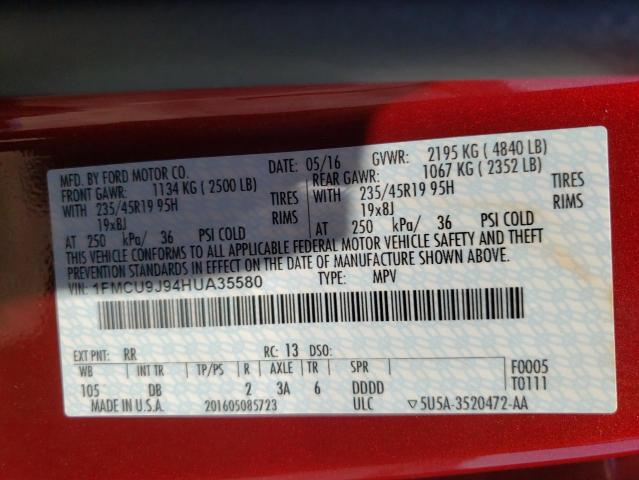 MFD. BY FORD MOTOR CO. DATE: 05/16 GVWR: 2195 KG ( 4840 LB)
FRONT GAWR: 1134 KG ( 2500 LB) REAR GAWR: 1067 KG ( 2352 LB)
WITH 235/45R19 95H TIRES WITH 235/45R19 95H TIRES
19x8J RIMS 19x8J RIMS
AT 250 kPa/ 36 PSI COLD AT 250 kPa/ 36 PSI COLD
THIS VEHICLE CONFORMS TO ALL APPLICABLE FEDERAL MOTOR VEHICLE SAFETY AND THEFT
PREVENTION STANDARDS IN EFFECT ON THE DATE OF MANUFACTURE SHOWN ABOVE.
VIN: 1FMCU9J94HUA35580 TYPE: MPV
EXT PNT: RR RC: 13 DSO:
WB INT TR TP/PS R AXLE TR SPR F0005
105 DB 2 3A 6 DDDD T0111
MADE IN U.S.A. 201605085723 ULC ▽5U5A-3520472-AA